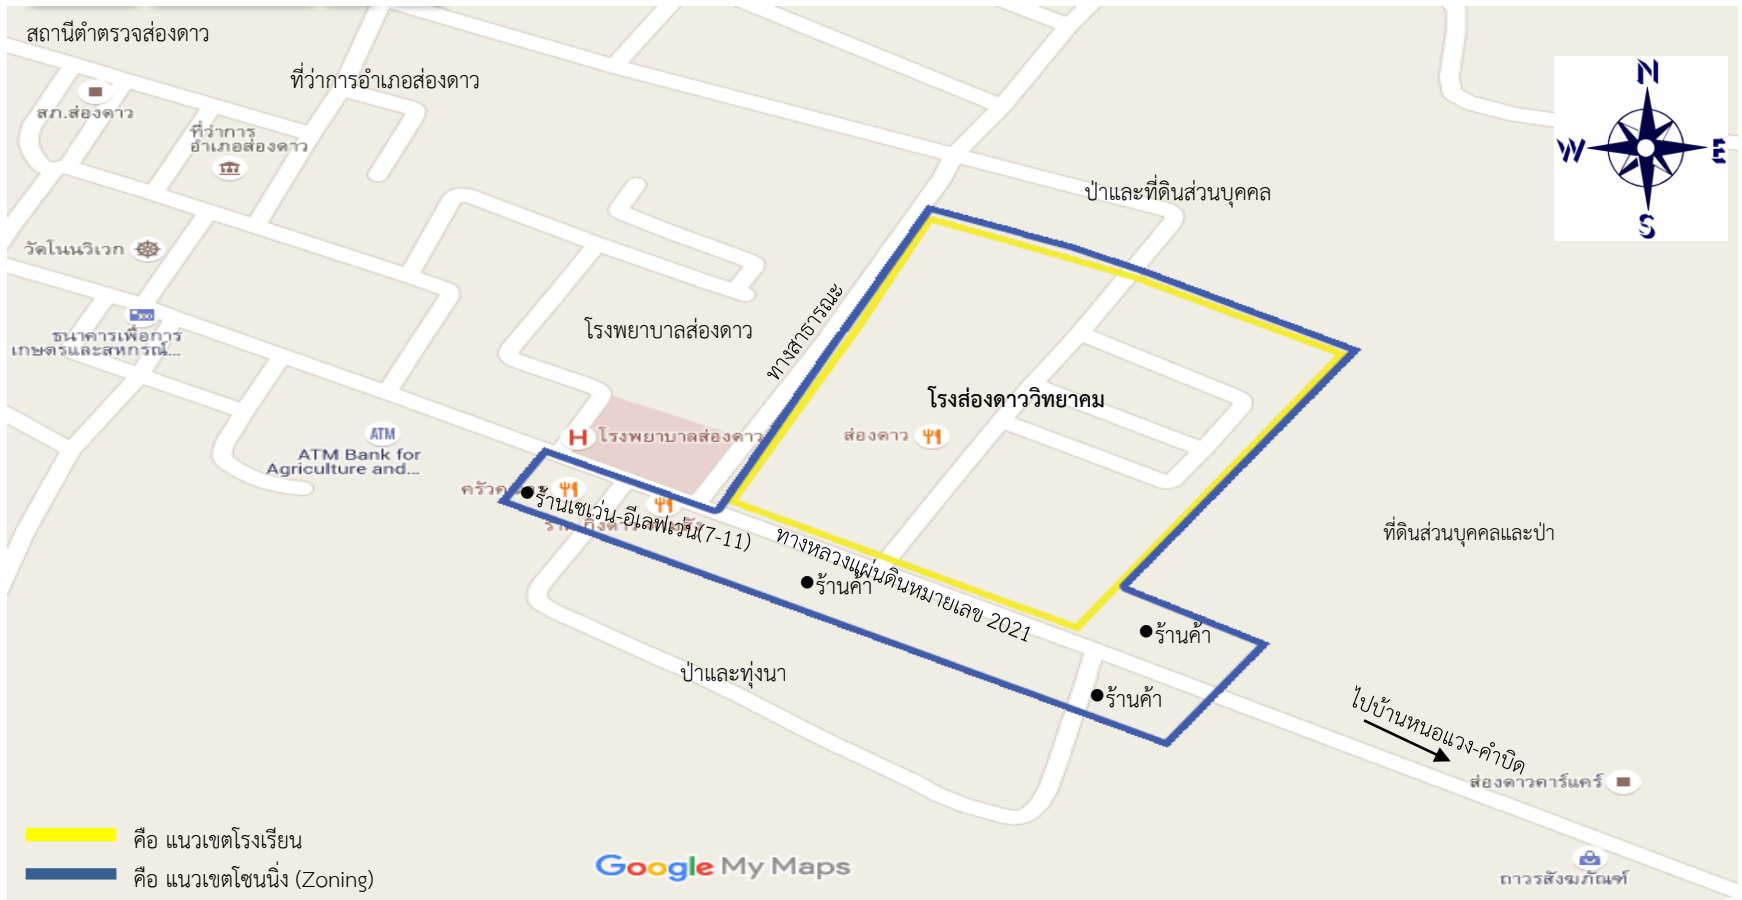 สถานีตำตรวจส่องดาว
ที่ว่าการอำเภอส่องดาว
สภ.ส่องดาว
ที่ว่าการ
อำเภอส่องดาว
N
W
E
S
ป่าและที่ดินส่วนบุคคล
วัดโนนวิเวก
ธนาคารเพื่อการ
เกษตรและสหกรณ์...
โรงพยาบาลส่องดาว
ทางสาธารณะ
โรงส่องดาววิทยาคม
ส่องดาว
ATM
ATM Bank for
Agriculture and...
H
โรงพยาบาลส่องดาว
ร้านเซเว่น-อีเลฟเว่น(7-11)
ทางหลวงแผ่นดินหมายเลข 2021
ที่ดินส่วนบุคคลและป่า
ร้านค้า
ร้านค้า
ร้านค้า
ป่าและทุ่งนา
ไปบ้านหนอแวง-คำบิด
ส่องดาวคาร์แคร์
ถาวรสังฆภัณฑ์
คือ แนวเขตโรงเรียน
คือ แนวเขตโซนนิ่ง (Zoning)
Google My Maps